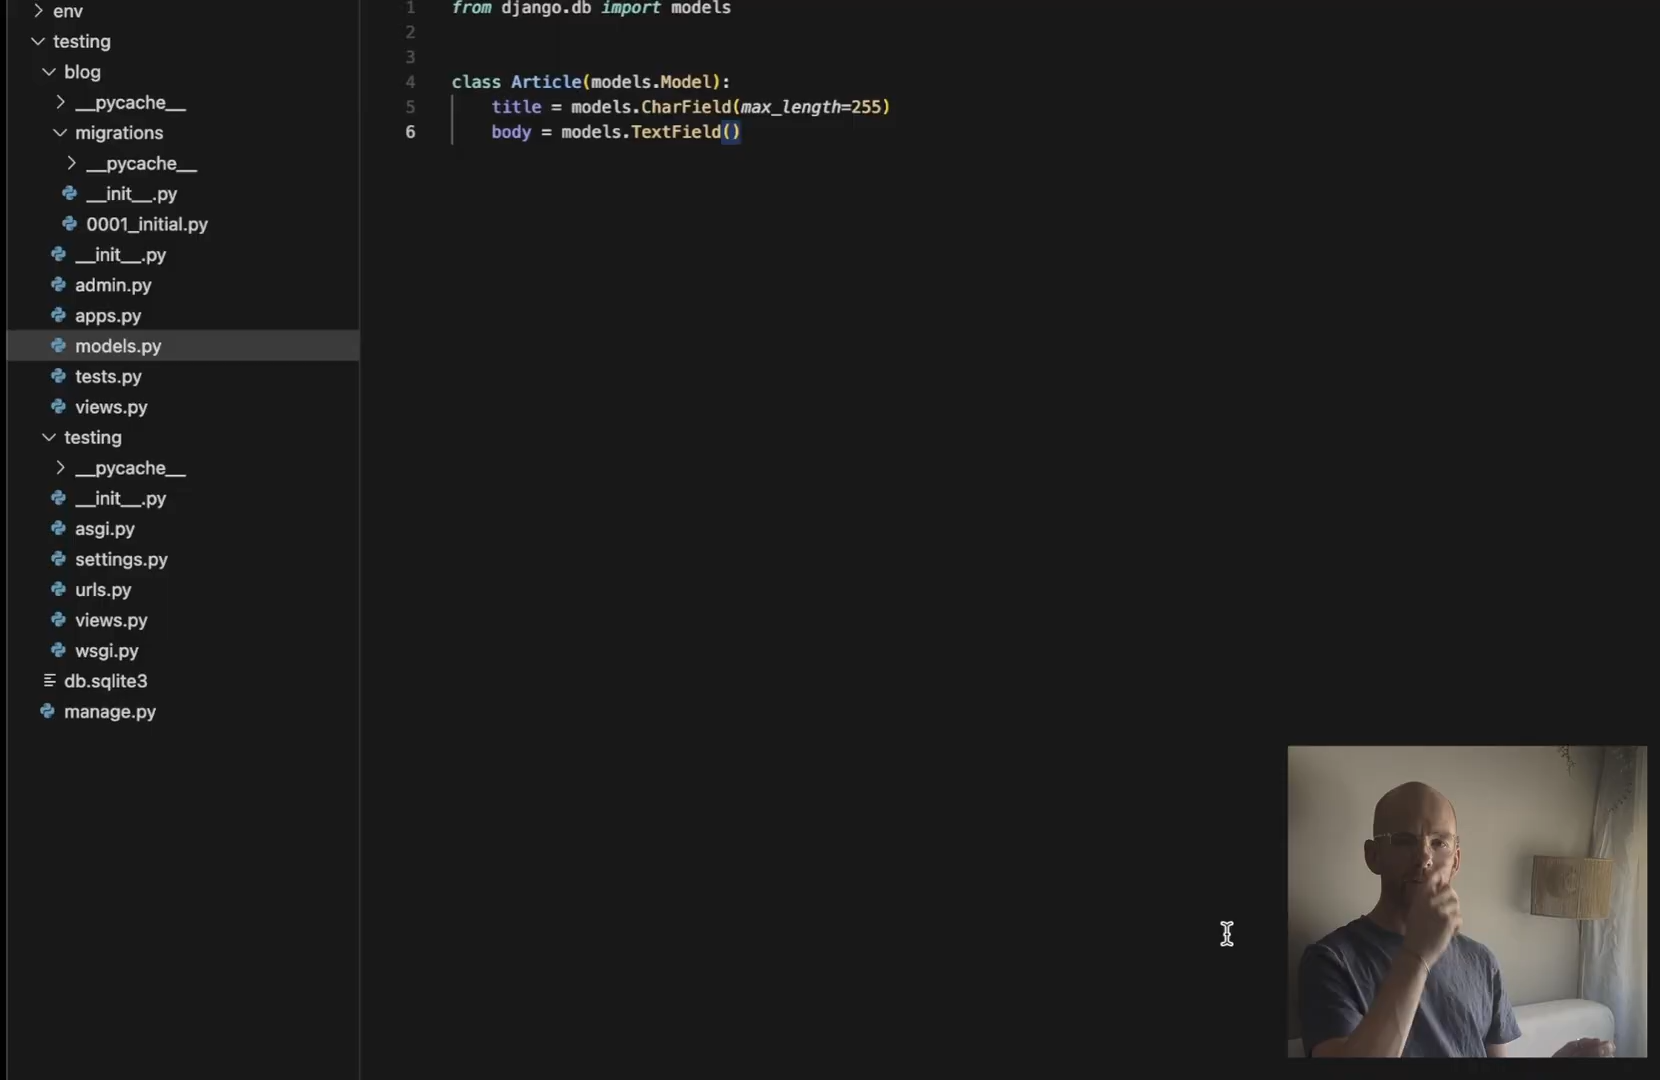 env
testing
blog
__pycache__
migrations
__pycache__
__init__.py
0001_initial.py
__init__.py
admin.py
apps.py
models.py
tests.py
views.py
testing
__pycache__
__init__.py
asgi.py
settings.py
urls.py
views.py
wsgi.py
db.sqlite3
manage.py
1 from django.db import models
2
3
4 class Article(models.Model):
5 title = models.CharField(max_length=255)
6 body = models.TextField()